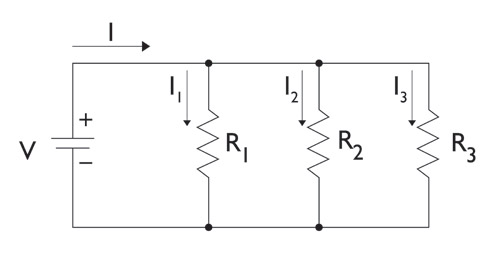 I
I1 I2 I3
+
V R1 R2 R3
−